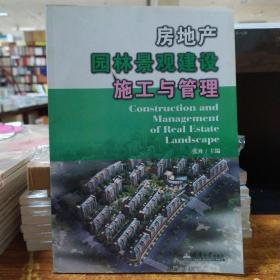 房地产
园林景观建设
施工与管理
Construction and
Management
of Real Estate
Landscape